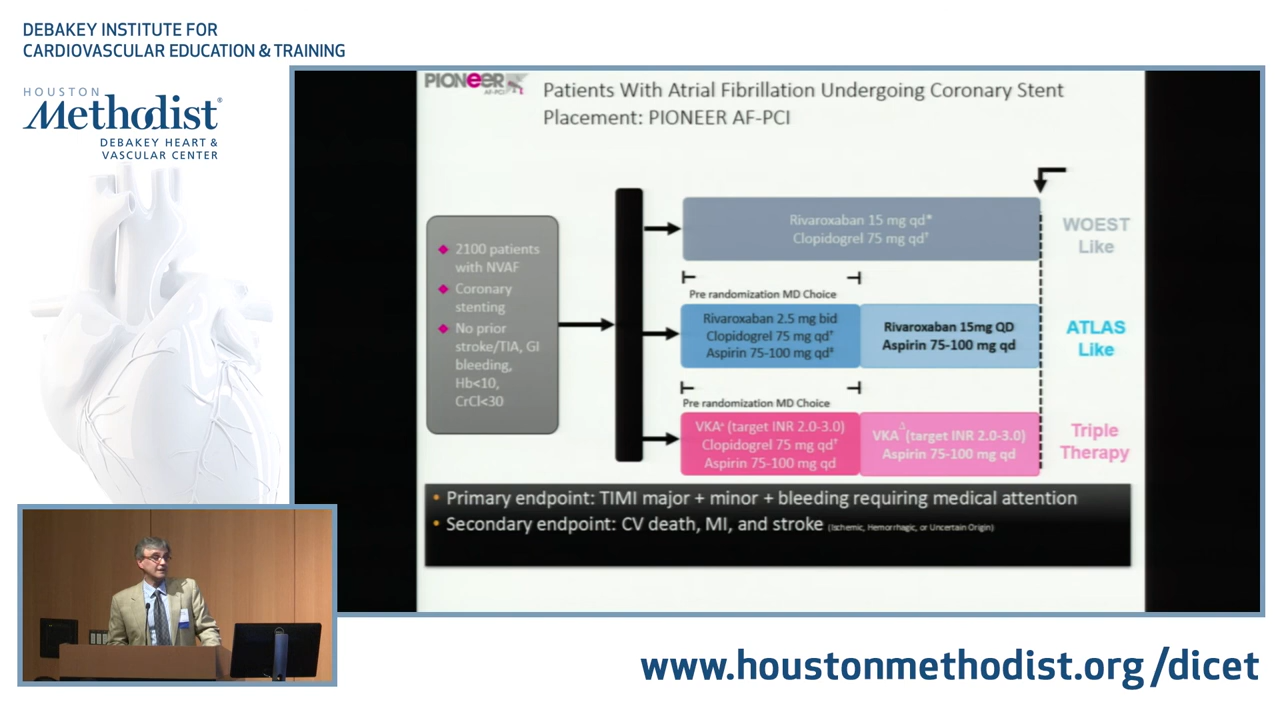 DEBAKEY INSTITUTE FOR
CARDIOVASCULAR EDUCATION & TRAINING
HOUSTON
Methodist®
DEBAKEY HEART &
VASCULAR CENTER
PIONEER
AF-PCI
Patients With Atrial Fibrillation Undergoing Coronary Stent
Placement: PIONEER AF-PCI
2100 patients
with NVAF
Coronary
stenting
No prior
stroke/TIA, GI
bleeding,
Hb<10,
CrCl<30
Rivaroxaban 15 mg qd*
Clopidogrel 75 mg qd†
WOEST
Like
Pre randomization MD Choice
Rivaroxaban 2.5 mg bid
Clopidogrel 75 mg qd†
Aspirin 75-100 mg qd
Rivaroxaban 15mg QD
Aspirin 75-100 mg qd
ATLAS
Like
Pre randomization MD Choice
VKA (target INR 2.0-3.0)
Clopidogrel 75 mg qd†
Aspirin 75-100 mg qd
VKA (target INR 2.0-3.0)
Aspirin 75-100 mg qd
Triple
Therapy
• Primary endpoint: TIMI major + minor + bleeding requiring medical attention
• Secondary endpoint: CV death, MI, and stroke (Ischemic, Hemorrhagic, or Uncertain Origin)
www.houstonmethodist.org/dicet